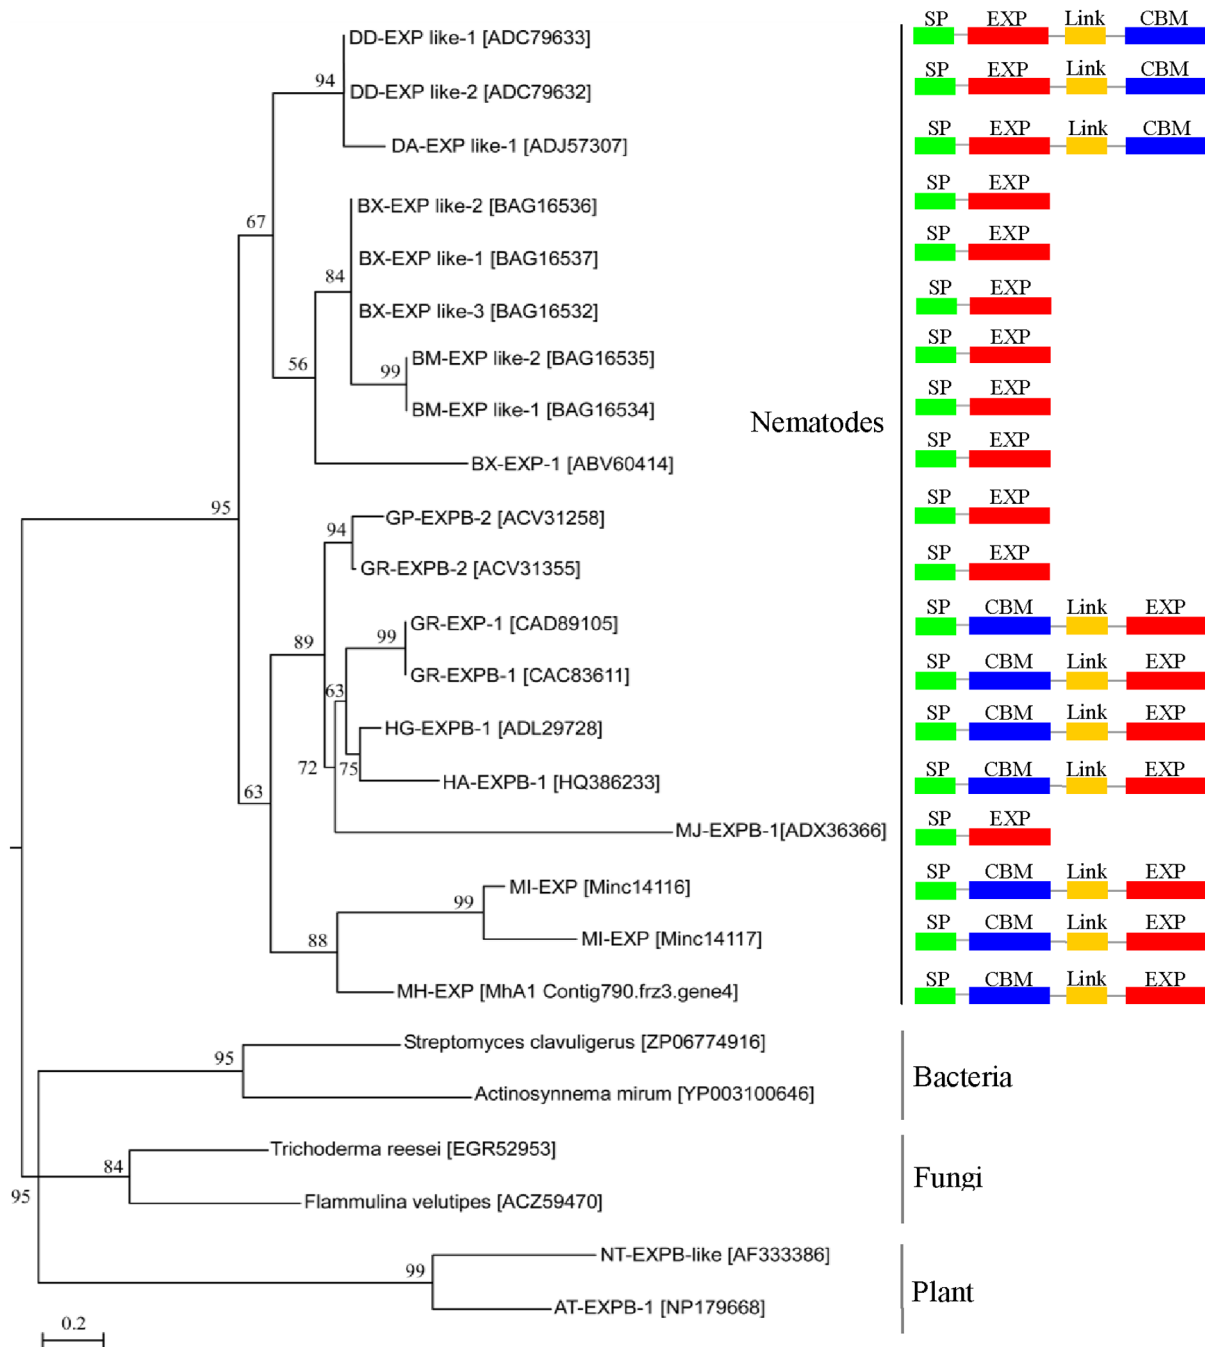 SP EXP Link CBM
DD-EXP like-1 [ADC79633]
SP EXP Link CBM
94
DD-EXP like-2 [ADC79632]
SP EXP Link CBM
DA-EXP like-1 [ADJ57307]
SP EXP
BX-EXP like-2 [BAG16536]
67
SP EXP
BX-EXP like-1 [BAG16537]
84
SP EXP
BX-EXP like-3 [BAG16532]
SP EXP
BM-EXP like-2 [BAG16535]
56
99
SP EXP
BM-EXP like-1 [BAG16534]
Nematodes
SP EXP
BX-EXP-1 [ABV60414]
95
SP EXP
GP-EXPB-2 [ACV31258]
94
SP EXP
GR-EXPB-2 [ACV31355]
SP CBM Link EXP
GR-EXP-1 [CAD89105]
89
99
SP CBM Link EXP
GR-EXPB-1 [CAC83611]
63
SP CBM Link EXP
HG-EXPB-1 [ADL29728]
72
75
SP CBM Link EXP
HA-EXPB-1 [HQ386233]
63
SP EXP
MJ-EXPB-1[ADX36366]
SP CBM Link EXP
MI-EXP [Minc14116]
99
SP CBM Link EXP
MI-EXP [Minc14117]
88
SP CBM Link EXP
MH-EXP [MhA1 Contig790.frz3.gene4]
Streptomyces clavuligerus [ZP06774916]
95
Bacteria
Actinosynnema mirum [YP003100646]
Trichoderma reesei [EGR52953]
84
Fungi
95
Flammulina velutipes [ACZ59470]
NT-EXPB-like [AF333386]
99
Plant
AT-EXPB-1 [NP179668]
0.2